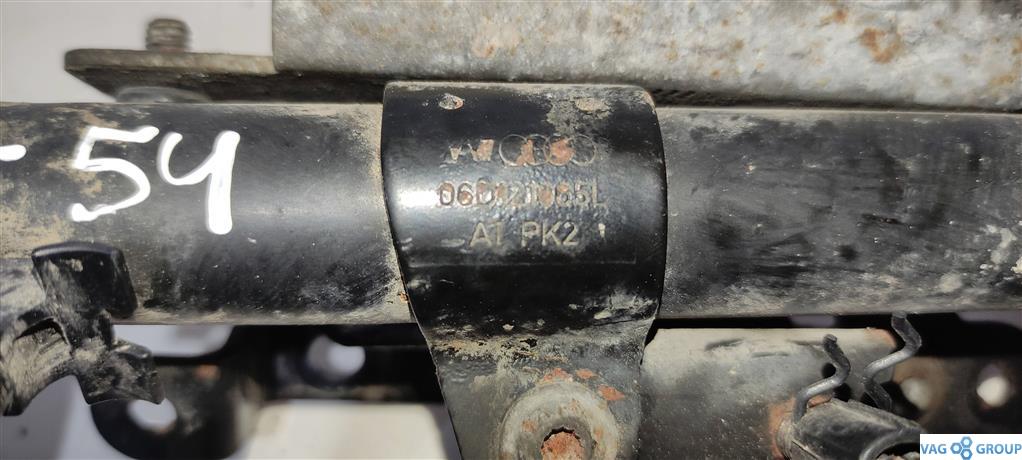 - 54
06D121065L
A1 PK2
VAG GROUP